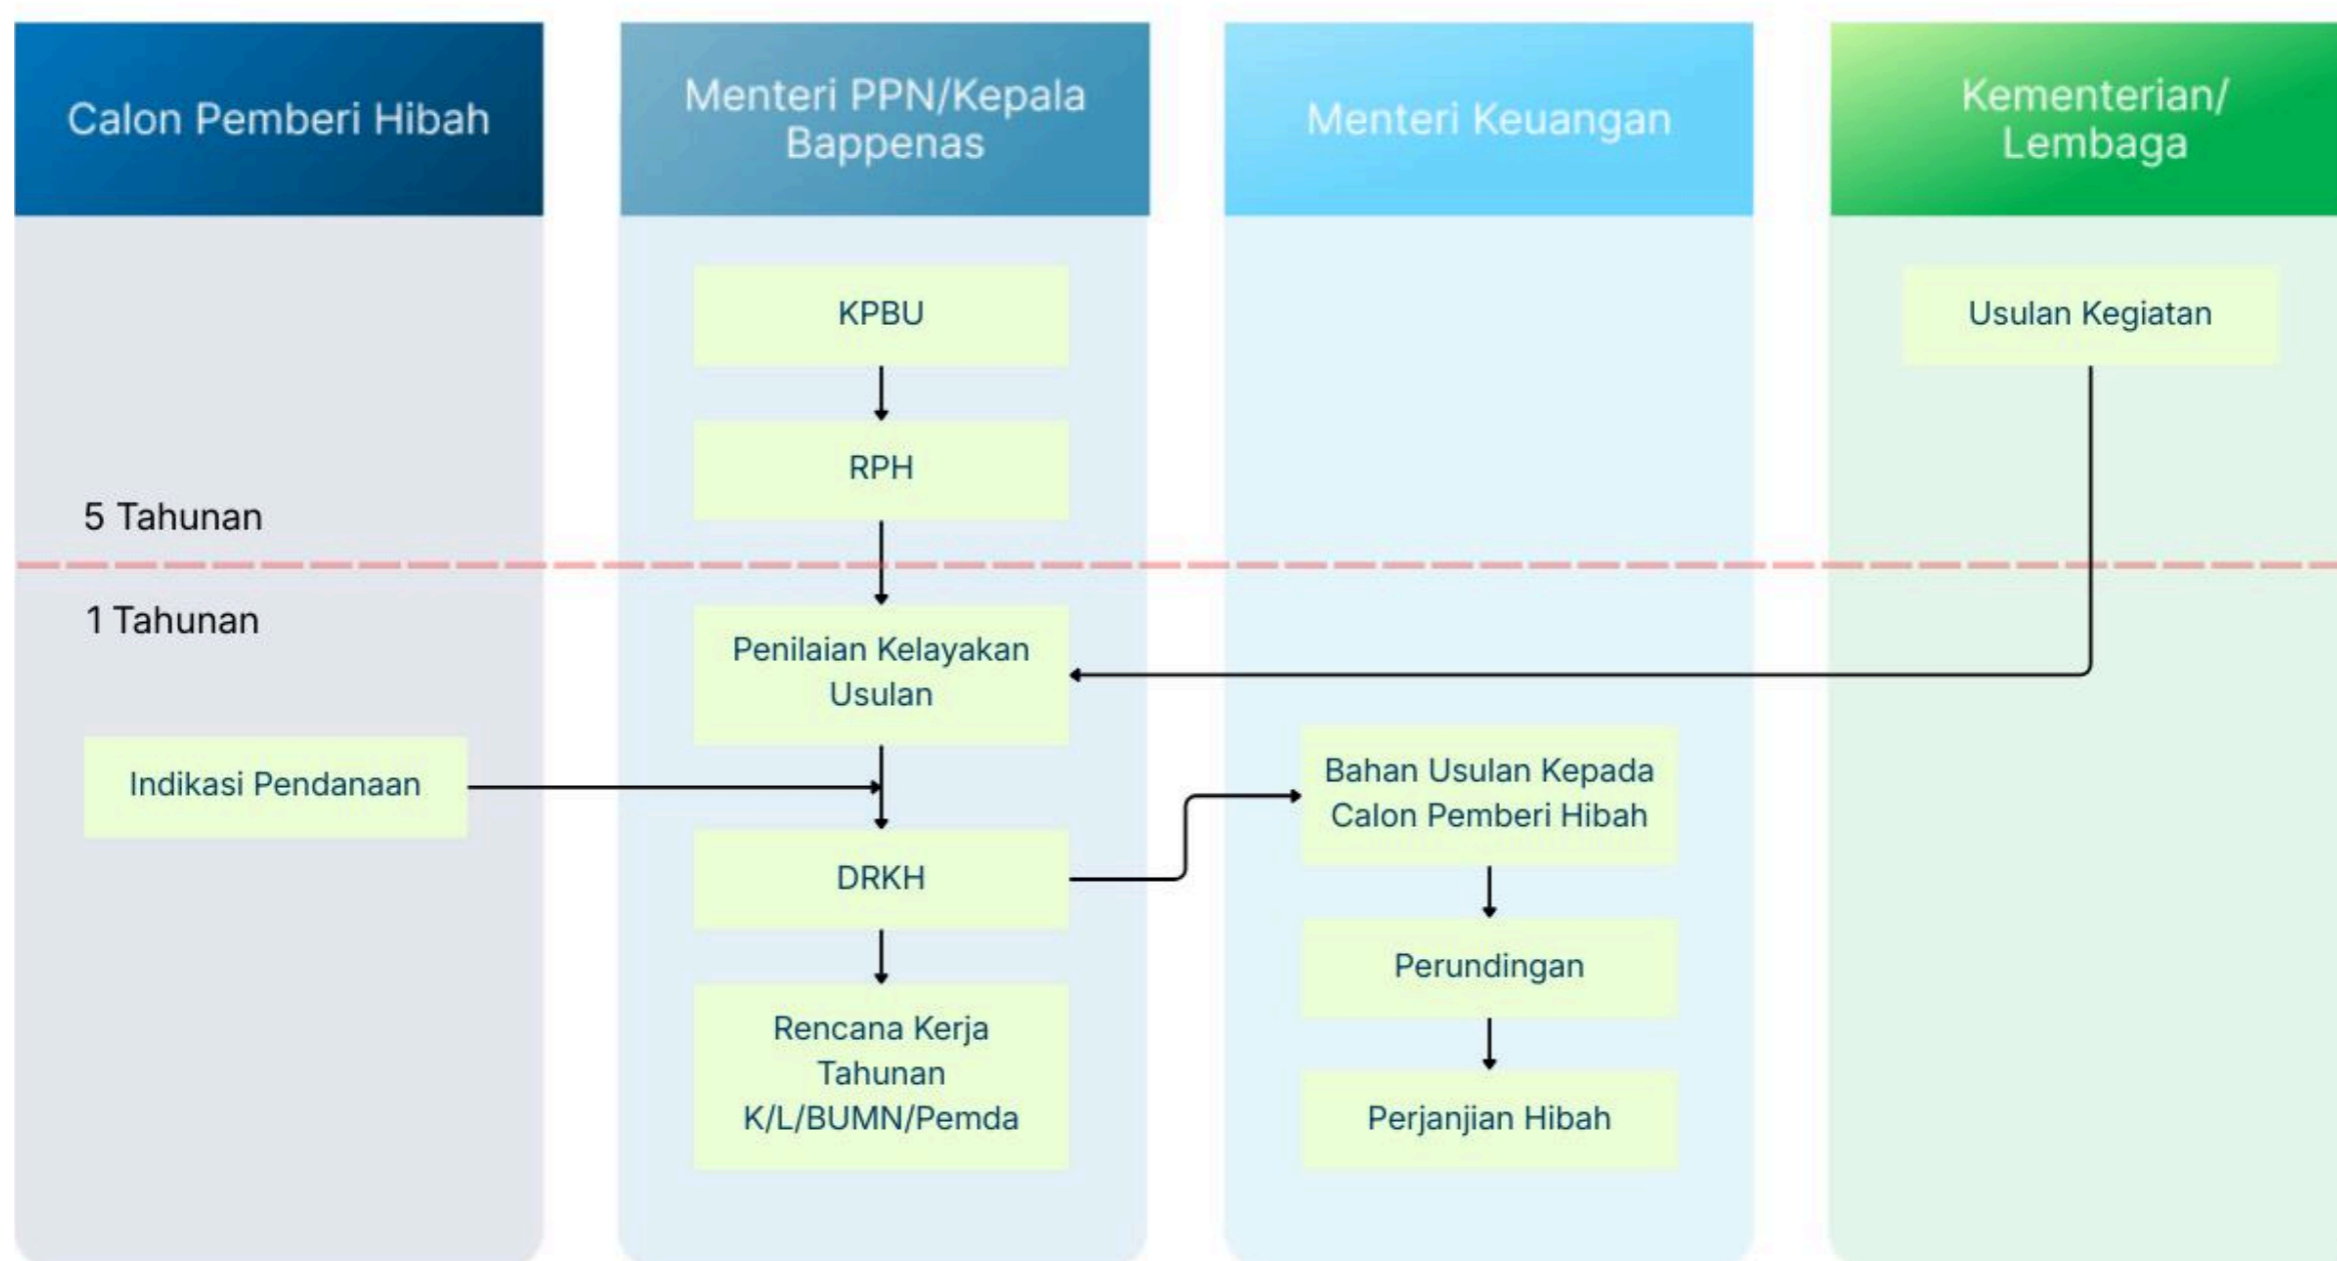 Calon Pemberi Hibah
Menteri PPN/Kepala
Bappenas
Menteri Keuangan
Kementerian/
Lembaga
KPBU
Usulan Kegiatan
RPH
5 Tahunan
1 Tahunan
Penilaian Kelayakan
Usulan
Indikasi Pendanaan
Bahan Usulan Kepada
Calon Pemberi Hibah
DRKH
Perundingan
Rencana Kerja
Tahunan
K/L/BUMN/Pemda
Perjanjian Hibah